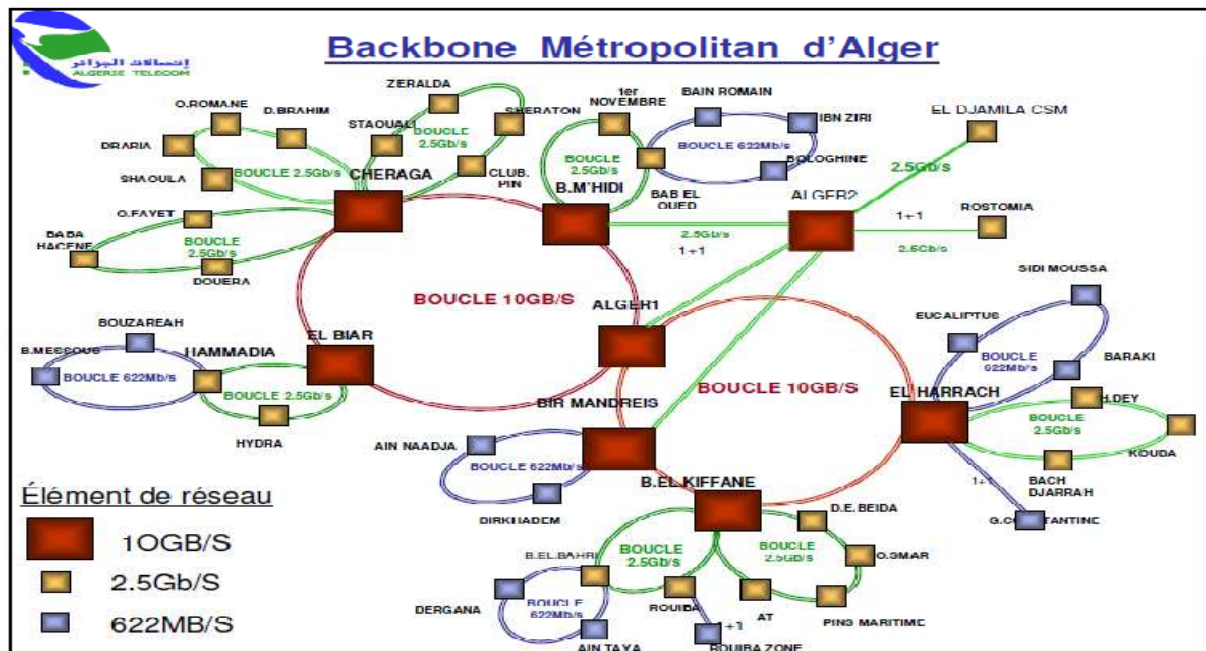 Backbone Métropolitan d'Alger
إتصالات الجزائر
ALGERIE TELECOM
ZERALDA
O.ROMANE
D.BRAHIM
STAOUALI
SHERATON
BOUCLE
2.5Gb/s
DRARIA
SHAOULA
BOUCLE 2.5Gb/s
CHERAGA
CLUB.
PIN
1er
NOVEMBRE
BAIN ROMAIN
IBN ZIRI
BOUCLE
2.5Gb/s
BOUCLE 622Mb/s
BOLOGHINE
B.M'HIDI
BAB EL
OUED
EL DJAMILA CSM
2.5Gb/s
ALGER2
1+1
ROSTOMIA
2.5Gb/s
2.5Gb/s
1+1
O.FAYET
BABA
HACENE
BOUCLE
2.5Gb/s
DOUERA
BOUCLE 10GB/S
ALGER1
SIDI MOUSSA
EUCALIPTUS
BOUCLE
622Mb/s
BARAKI
BOUZAREAH
EL BIAR
B.MESSOUS
HAMMADIA
BOUCLE 622Mb/s
BOUCLE 2.5Gb/s
HYDRA
BOUCLE 10GB/S
EL HARRACH
H.DEY
BOUCLE
2.5Gb/s
KOUBA
BACH
DJARRAH
1+1
G.CONSTANTINE
BIR MANDREIS
AIN NAADJA.
BOUCLE 622Mb/s
DIRKHADEM
B.EL.KIFFANE
D.E.BEIDA
B.EL.BAHRI
BOUCLE
2.5Gb/s
BOUCLE
2.5Gb/s
O.SMAR
DERGANA
BOUCLE
622Mb/s
ROUIBA
AT
PINS MARITIME
1+1
AIN TAYA
ROUIBA ZONE
Élément de réseau
10GB/S
2.5Gb/S
622MB/S